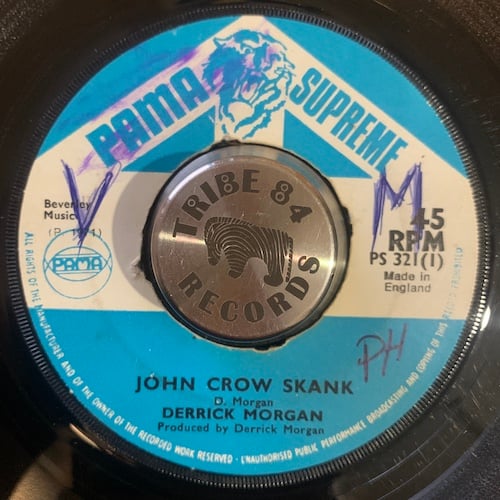 PAMA SUPREME
V
M
Beverley
Music
(P. 1971)
PAMA
45
RPM
PS 321(1)
Made in
England
TRIBE 84
RECORDS
PH
JOHN CROW SKANK
D. Morgan
DERRICK MORGAN
Produced by Derrick Morgan
ALL RIGHTS OF THE MANUFACTURER AND OF THE OWNER OF THE RECORDED WORK RESERVED - UNAUTHORISED PUBLIC PERFORMANCE BROADCASTING AND COPYING OF THIS RECORD PROHIBITED